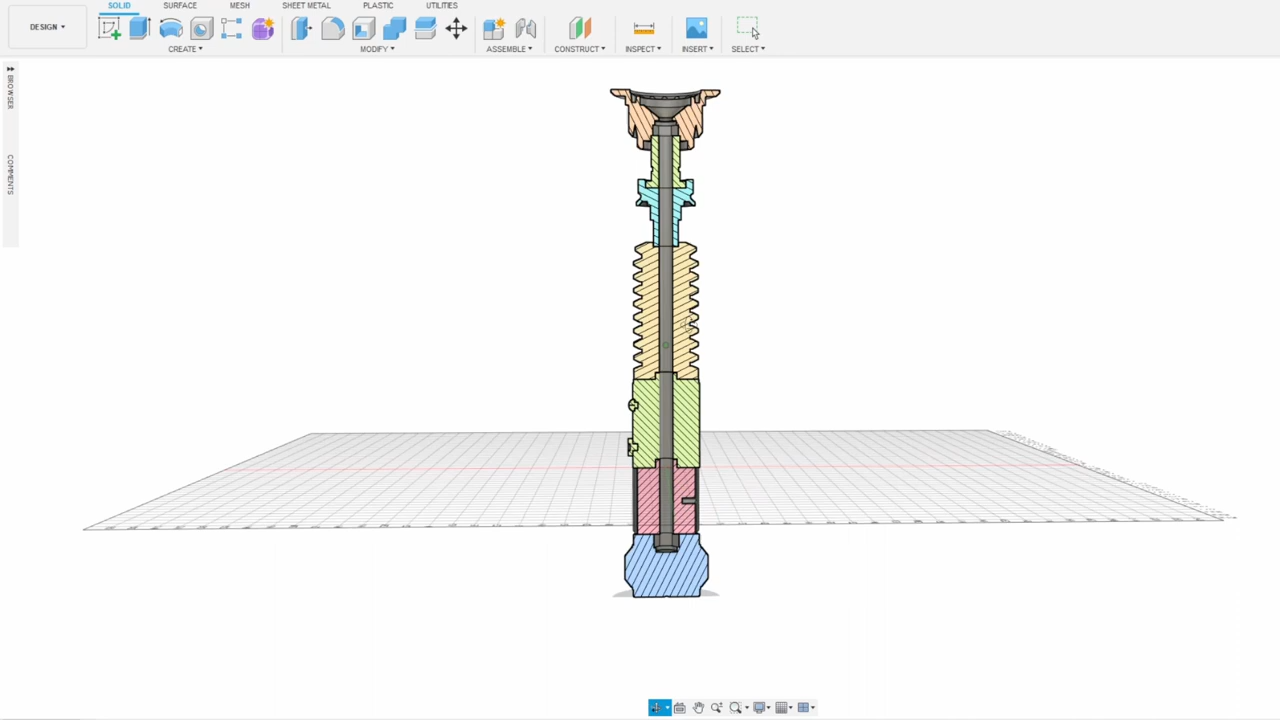 SOLID SURFACE MESH SHEET METAL PLASTIC UTILITIES
DESIGN
CREATE MODIFY ASSEMBLE CONSTRUCT INSPECT INSERT SELECT
BROWSER
COMMENTS